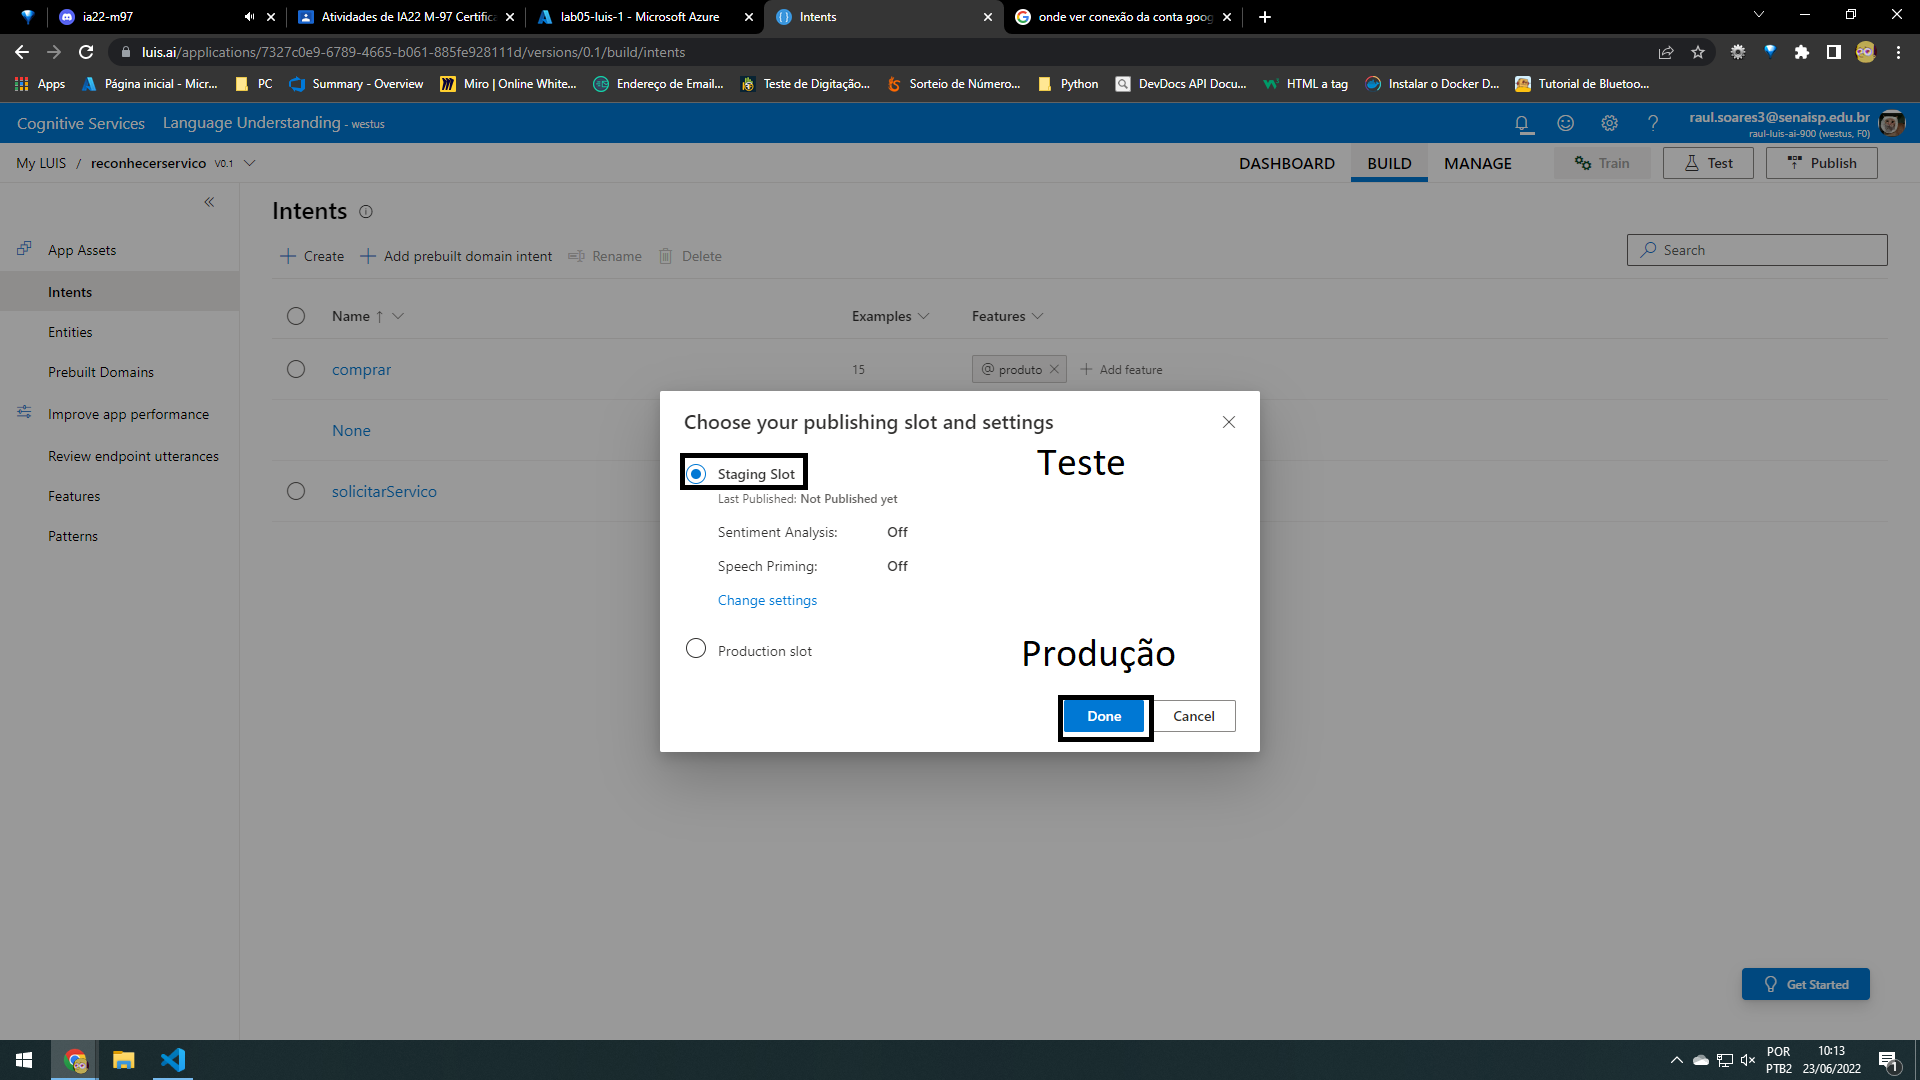 ia22-m97
Atividades de IA22 M-97 Certifica
lab05-luis-1 - Microsoft Azure
Intents
onde ver conexão da conta goog
luis.ai/applications/7327c0e9-6789-4665-b061-885fe928111d/versions/0.1/build/intents
Apps
Página inicial - Micr...
PC
Summary - Overview
Miro | Online White...
Endereço de Email...
Teste de Digitação...
Sorteio de Número...
Python
DevDocs API Docu...
HTML a tag
Instalar o Docker D...
Tutorial de Bluetoo...
Cognitive Services
Language Understanding - westus
raul.soares3@senaisp.edu.br
raul-luis-ai-900 (westus, F0)
My LUIS / reconhecerservico V0.1
DASHBOARD
BUILD
MANAGE
Train
Test
Publish
Intents
App Assets
Intents
Entities
Prebuilt Domains
Improve app performance
Review endpoint utterances
Features
Patterns
Create
Add prebuilt domain intent
Rename
Delete
Search
Name ↑
Examples
Features
comprar
15
@ produto
Add feature
None
solicitarServico
Choose your publishing slot and settings
Staging Slot
Teste
Last Published: Not Published yet
Sentiment Analysis: Off
Speech Priming: Off
Change settings
Production slot
Produção
Done
Cancel
Get Started
POR
PTB2
10:13
23/06/2022
1